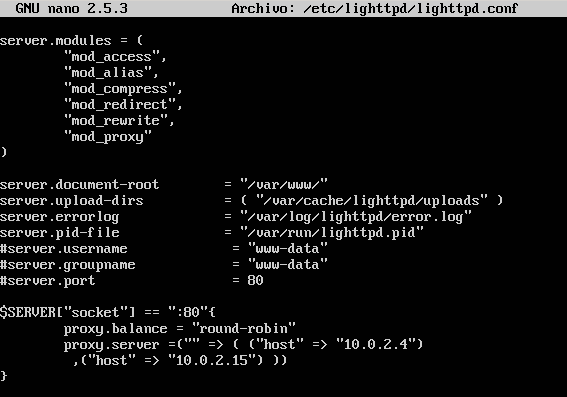 GNU nano 2.5.3 Archivo: /etc/lighttpd/lighttpd.conf
server.modules = (
"mod_access",
"mod_alias",
"mod_compress",
"mod_redirect",
"mod_rewrite",
"mod_proxy"
)
server.document-root = "/var/www/"
server.upload-dirs = ( "/var/cache/lighttpd/uploads" )
server.errorlog = "/var/log/lighttpd/error.log"
server.pid-file = "/var/run/lighttpd.pid"
#server.username = "www-data"
#server.groupname = "www-data"
#server.port = 80
$SERVER["socket"] == ":80"{
proxy.balance = "round-robin"
proxy.server =("" => ( ("host" => "10.0.2.4")
,("host" => "10.0.2.15") ))
}